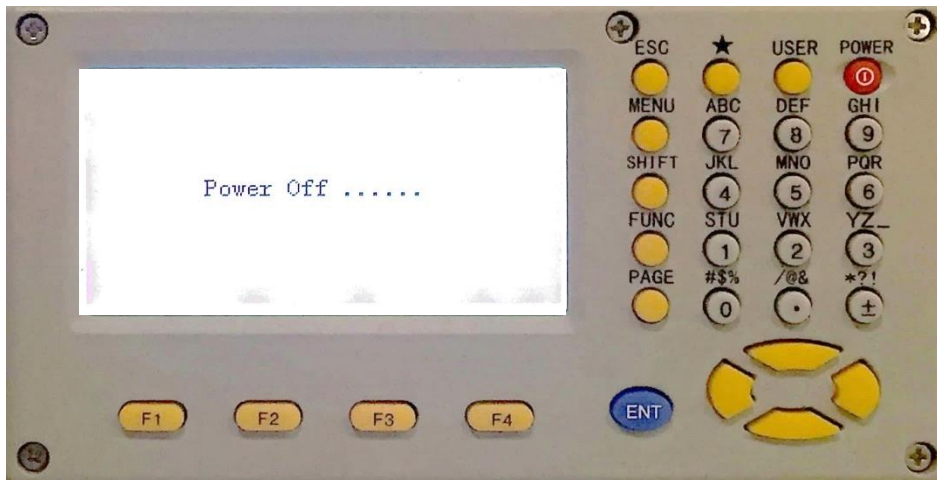 Power Off ......
ESC ★ USER POWER
MENU ABC DEF GHI
7 8 9
SHIFT JKL MNO PQR
4 5 6
FUNC STU VWX YZ_
1 2 3
PAGE #$% /@& *?!
0 • ±
F1 F2 F3 F4 ENT